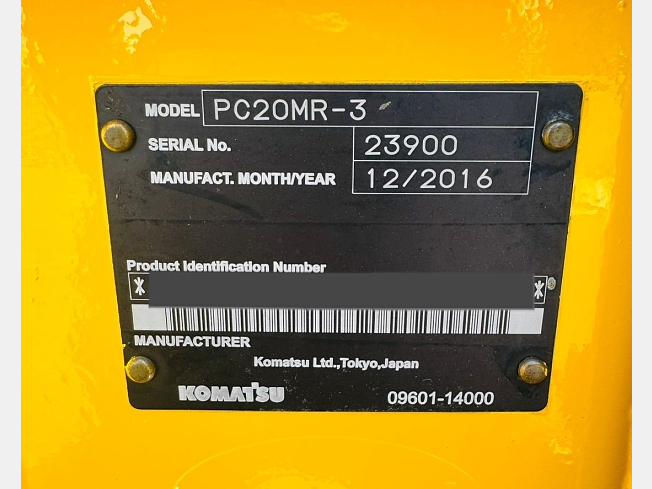 MODEL PC20MR-3
SERIAL No. 23900
MANUFACT. MONTH/YEAR 12/2016
Product Identification Number
MANUFACTURER
Komatsu Ltd.,Tokyo,Japan
KOMATSU 09601-14000